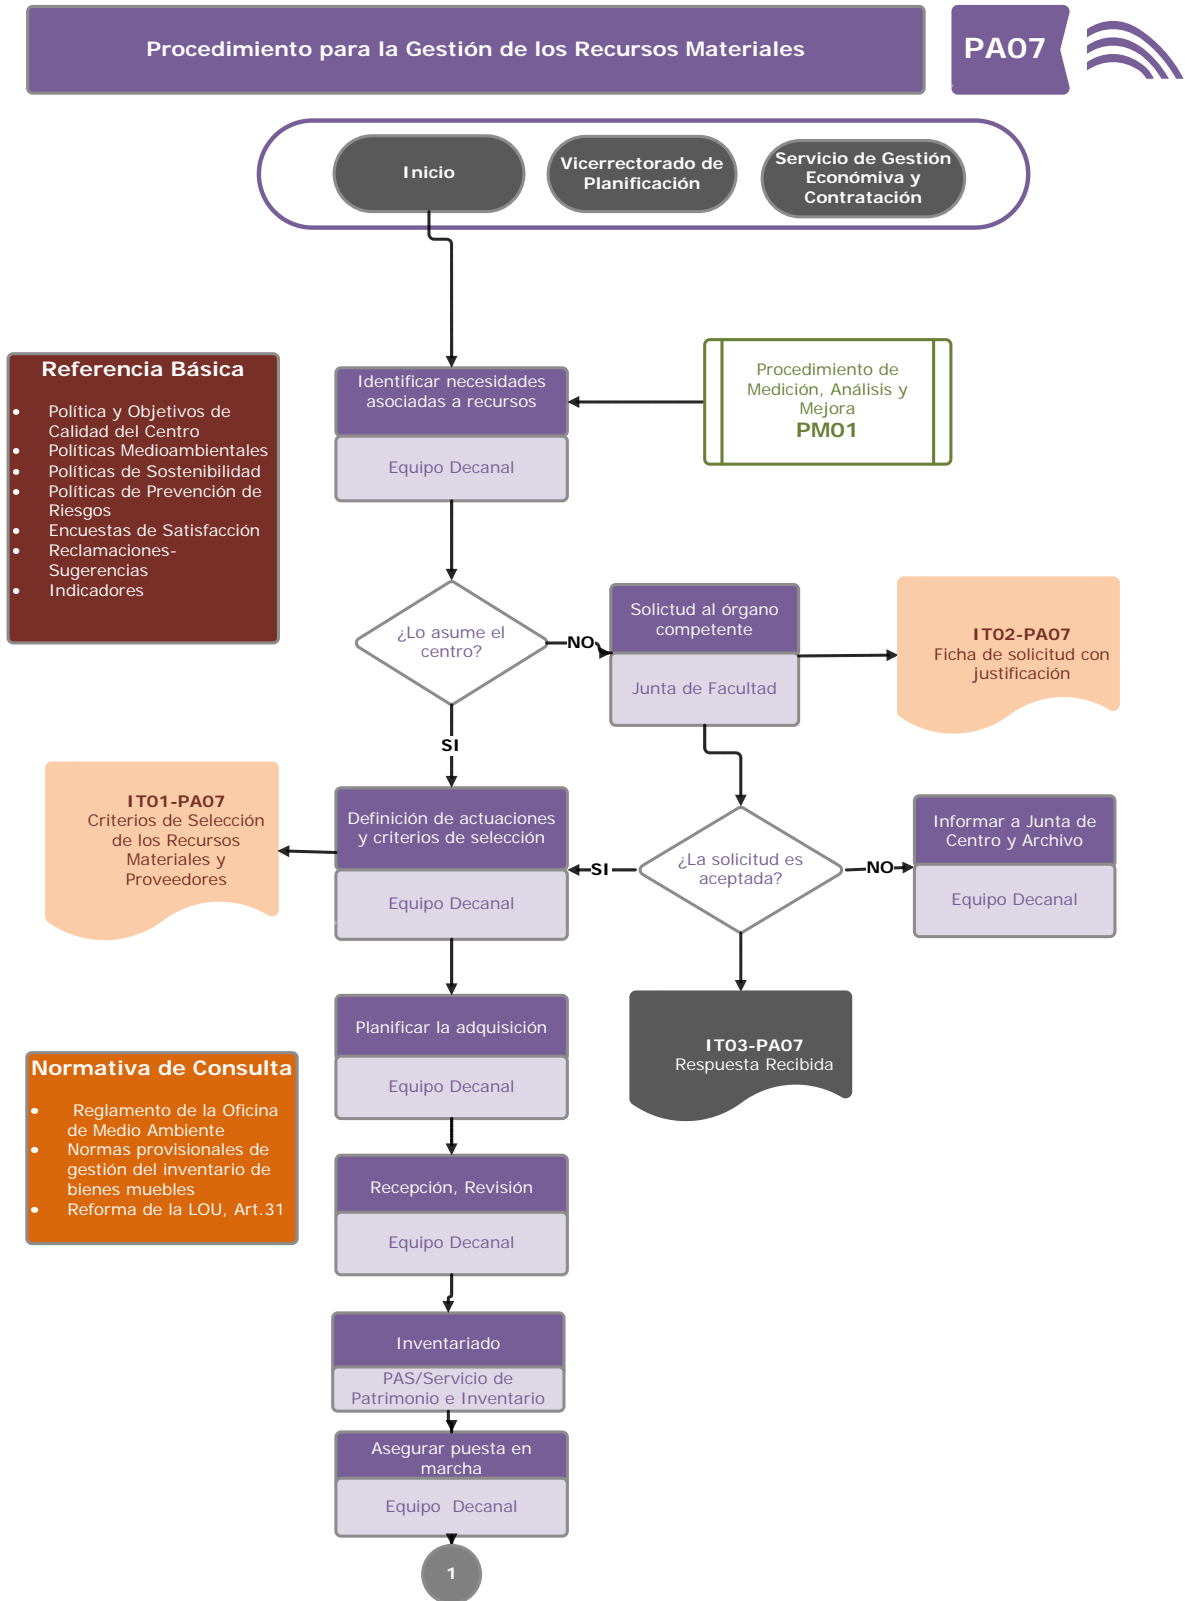 Procedimiento para la Gestión de los Recursos Materiales
PA07
Inicio
Vicerrectorado de
Planificación
Servicio de Gestión
Económiva y
Contratación
Referencia Básica
• Política y Objetivos de
Calidad del Centro
• Políticas Medioambientales
• Políticas de Sostenibilidad
• Políticas de Prevención de
Riesgos
• Encuestas de Satisfacción
• Reclamaciones-
Sugerencias
• Indicadores
Identificar necesidades
asociadas a recursos
Equipo Decanal
Procedimiento de
Medición, Análisis y
Mejora
PM01
¿Lo asume el
centro?
NO
SI
Solictud al órgano
competente
Junta de Facultad
IT02-PA07
Ficha de solicitud con
justificación
IT01-PA07
Criterios de Selección
de los Recursos
Materiales y
Proveedores
Definición de actuaciones
y criterios de selección
Equipo Decanal
SI
¿La solicitud es
aceptada?
NO
Informar a Junta de
Centro y Archivo
Equipo Decanal
Planificar la adquisición
Equipo Decanal
IT03-PA07
Respuesta Recibida
Normativa de Consulta
• Reglamento de la Oficina
de Medio Ambiente
• Normas provisionales de
gestión del inventario de
bienes muebles
• Reforma de la LOU, Art.31
Recepción, Revisión
Equipo Decanal
Inventariado
PAS/Servicio de
Patrimonio e Inventario
Asegurar puesta en
marcha
Equipo Decanal
1